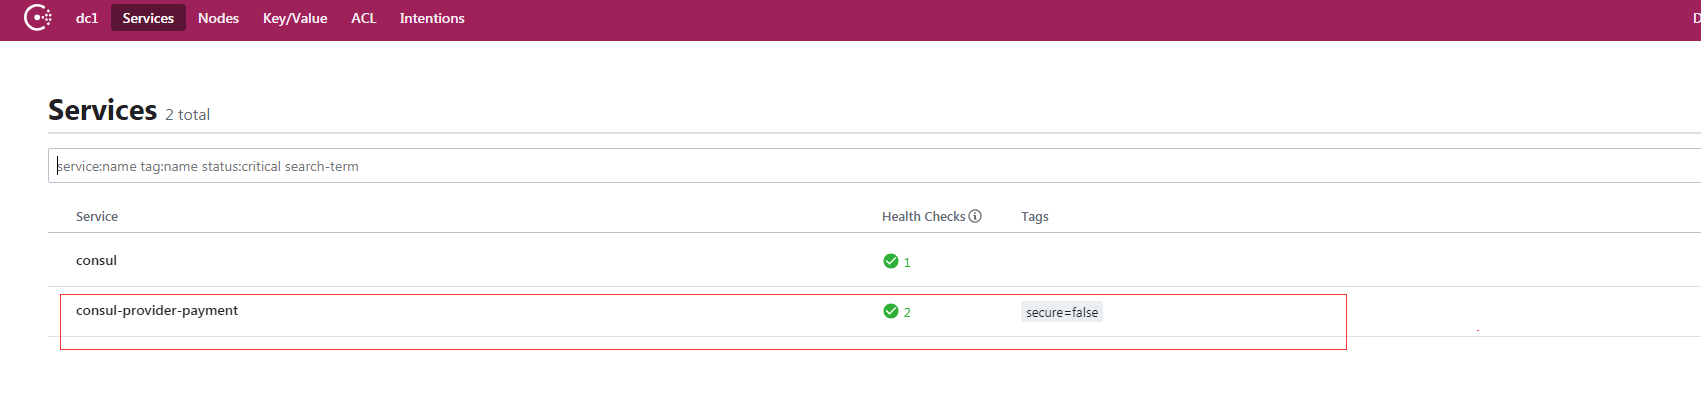 dc1 Services Nodes Key/Value ACL Intentions D
Services 2 total
service:name tag:name status:critical search-term
Service Health Checks Tags
consul 1
consul-provider-payment 2 secure=false